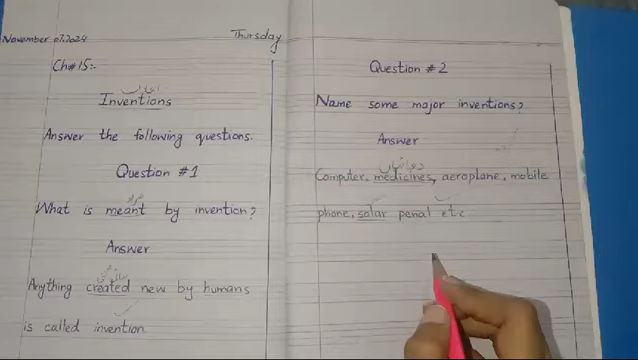 November 07.2024
Thursday
Ch#15:-
Inventions
Answer the following questions.
Question #1
مراد
What is meant by invention?
Answer
Anything created new by humans
is called invention.
Question #2
Name some major inventions?
Answer
دوائیاں
Computer, medicines, aeroplane, mobile
phone, solar penal etc